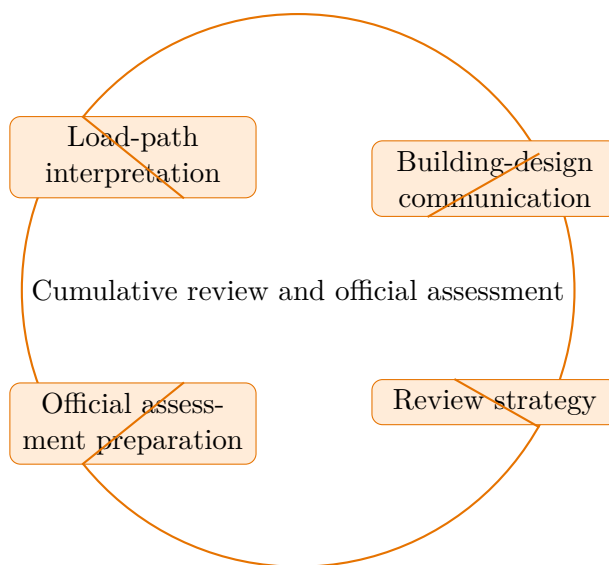 Load-path
interpretation
Building-design
communication
Cumulative review and official assessment
Official assess-
ment preparation
Review strategy